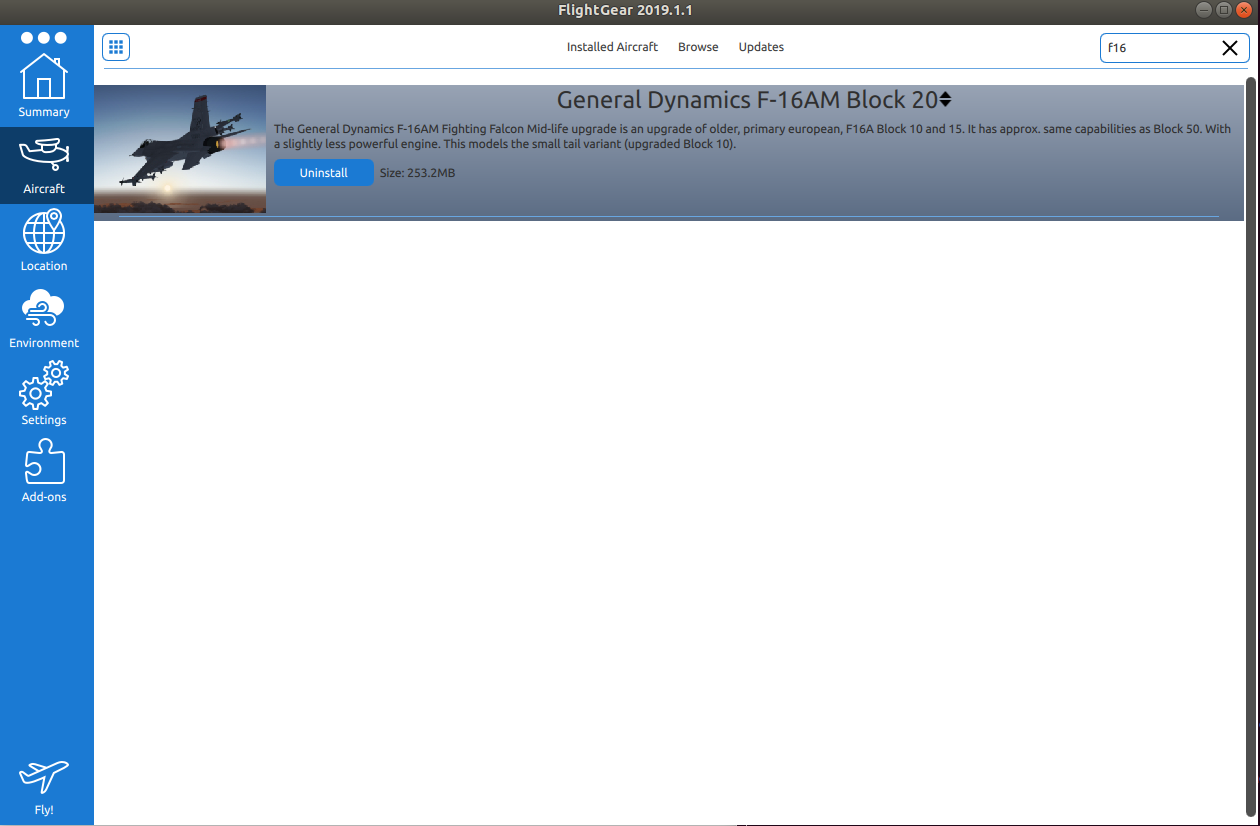 FlightGear 2019.1.1
Installed Aircraft Browse Updates
f16
Summary
Aircraft
Location
Environment
Settings
Add-ons
Fly!
General Dynamics F-16AM Block 20
The General Dynamics F-16AM Fighting Falcon Mid-life upgrade is an upgrade of older, primary european, F16A Block 10 and 15. It has approx. same capabilities as Block 50. With
a slightly less powerful engine. This models the small tail variant (upgraded Block 10).
Uninstall Size: 253.2MB